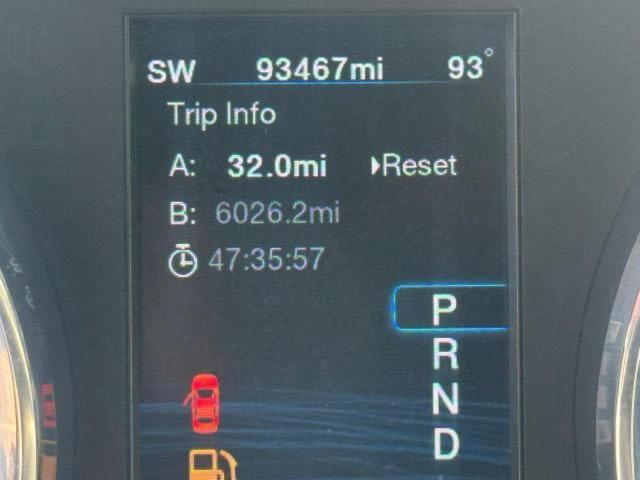 SW 93467mi 93°
Trip Info
A: 32.0mi Reset
B: 6026.2mi
47:35:57
P
R
N
D